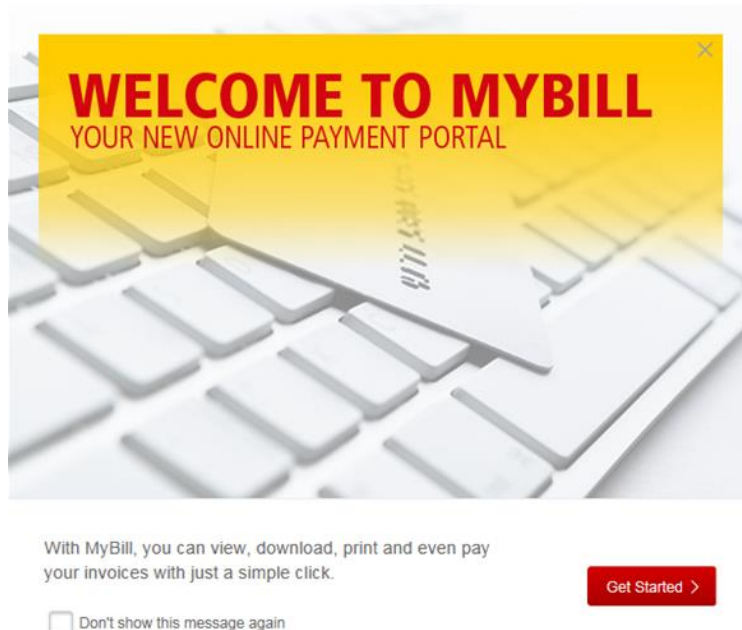 WELCOME TO MYBILL
YOUR NEW ONLINE PAYMENT PORTAL
With MyBill, you can view, download, print and even pay
your invoices with just a simple click.
Get Started >
Don't show this message again